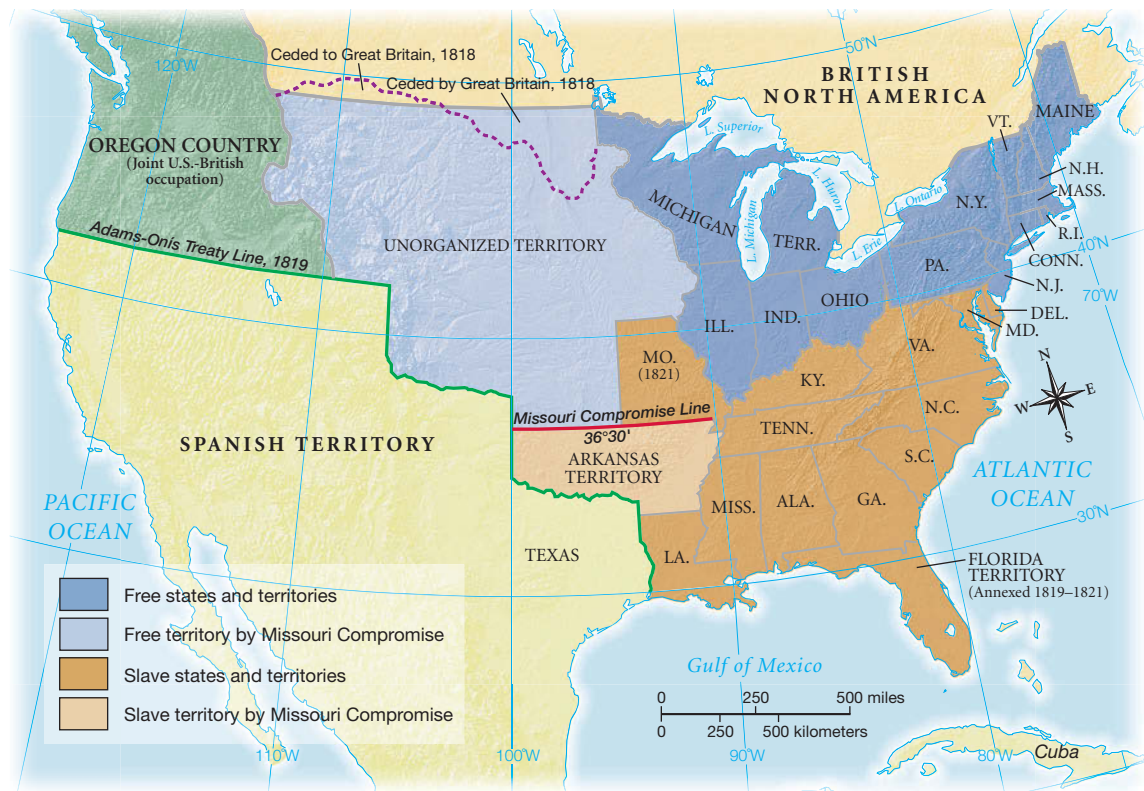 Ceded to Great Britain, 1818
Ceded by Great Britain, 1818
50°N
120°W
BRITISH
NORTH AMERICA
VT.
MAINE
OREGON COUNTRY
(Joint U.S.-British
occupation)
L. Superior
L. Huron
L. Ontario
L. Michigan
L. Erie
N.H.
MASS.
N.Y.
R.I.
CONN.
40°N
MICHIGAN
TERR.
Adams-Onís Treaty Line, 1819
UNORGANIZED TERRITORY
PA.
N.J.
70°W
OHIO
IND.
ILL.
DEL.
MD.
VA.
MO.
(1821)
KY.
N
W
E
S
Missouri Compromise Line
36°30'
N.C.
TENN.
SPANISH TERRITORY
ARKANSAS
TERRITORY
S.C.
ATLANTIC
OCEAN
PACIFIC
OCEAN
MISS.
ALA.
GA.
30°N
TEXAS
LA.
FLORIDA
TERRITORY
(Annexed 1819–1821)
Free states and territories
Free territory by Missouri Compromise
Slave states and territories
Slave territory by Missouri Compromise
Gulf of Mexico
0 250 500 miles
0 250 500 kilometers
110°W
100°W
90°W
80°W
Cuba